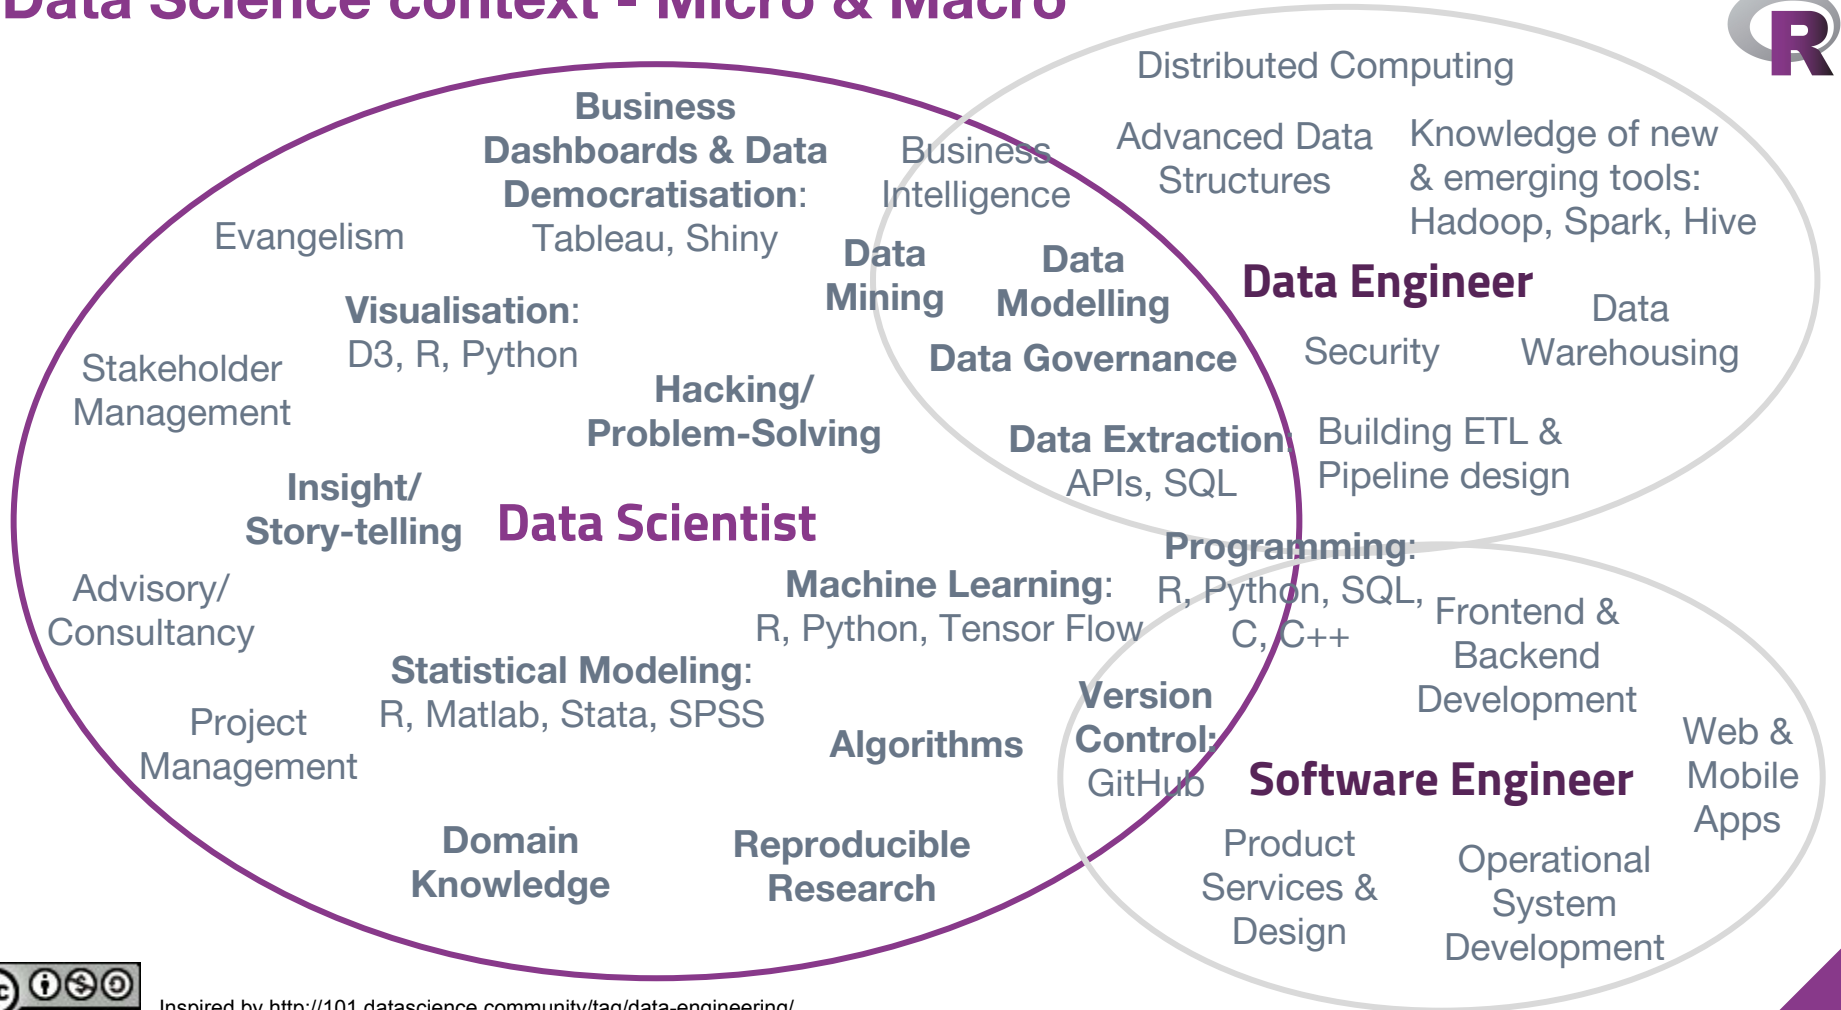 Data Science context - Micro & Macro
R
Distributed Computing
Business
Dashboards & Data
Democratisation:
Tableau, Shiny
Business
Intelligence
Advanced Data
Structures
Knowledge of new
& emerging tools:
Hadoop, Spark, Hive
Evangelism
Data
Mining
Data
Modelling
Data Engineer
Visualisation:
D3, R, Python
Data
Warehousing
Security
Data Governance
Stakeholder
Management
Hacking/
Problem-Solving
Data Extraction:
APIs, SQL
Building ETL &
Pipeline design
Insight/
Story-telling
Data Scientist
Programming:
R, Python, SQL,
C, C++
Advisory/
Consultancy
Machine Learning:
R, Python, Tensor Flow
Frontend &
Backend
Development
Statistical Modeling:
R, Matlab, Stata, SPSS
Version
Control:
GitHub
Project
Management
Algorithms
Software Engineer
Web &
Mobile
Apps
Domain
Knowledge
Reproducible
Research
Product
Services &
Design
Operational
System
Development
cc
Inspired by http://101.datascience.community/tag/data-engineering/